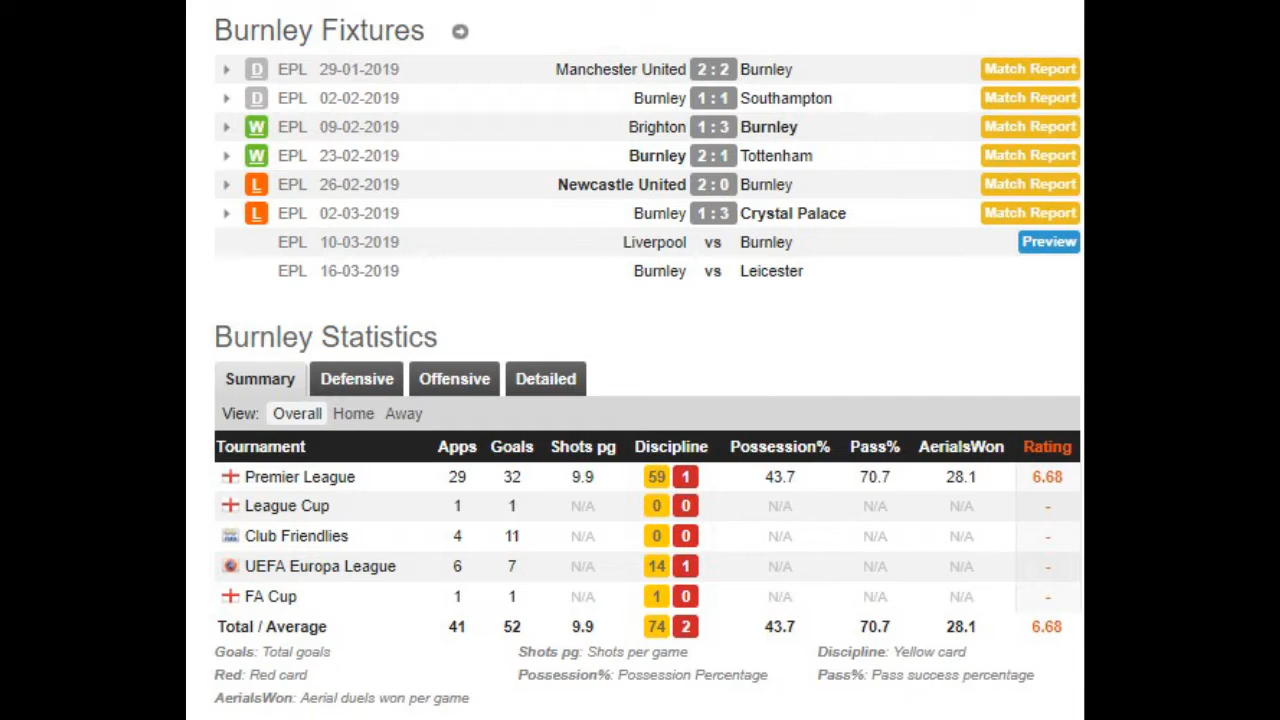 Burnley Fixtures
D EPL 29-01-2019 Manchester United 2 : 2 Burnley Match Report
D EPL 02-02-2019 Burnley 1 : 1 Southampton Match Report
W EPL 09-02-2019 Brighton 1 : 3 Burnley Match Report
W EPL 23-02-2019 Burnley 2 : 1 Tottenham Match Report
L EPL 26-02-2019 Newcastle United 2 : 0 Burnley Match Report
L EPL 02-03-2019 Burnley 1 : 3 Crystal Palace Match Report
EPL 10-03-2019 Liverpool vs Burnley Preview
EPL 16-03-2019 Burnley vs Leicester
Burnley Statistics
Summary Defensive Offensive Detailed
View: Overall Home Away
Tournament Apps Goals Shots pg Discipline Possession% Pass% AerialsWon Rating
Premier League 29 32 9.9 59 1 43.7 70.7 28.1 6.68
League Cup 1 1 N/A 0 0 N/A N/A N/A -
Club Friendlies 4 11 N/A 0 0 N/A N/A N/A -
UEFA Europa League 6 7 N/A 14 1 N/A N/A N/A -
FA Cup 1 1 N/A 1 0 N/A N/A N/A -
Total / Average 41 52 9.9 74 2 43.7 70.7 28.1 6.68
Goals: Total goals Shots pg: Shots per game Discipline: Yellow card
Red: Red card Possession%: Possession Percentage Pass%: Pass success percentage
AerialsWon: Aerial duels won per game